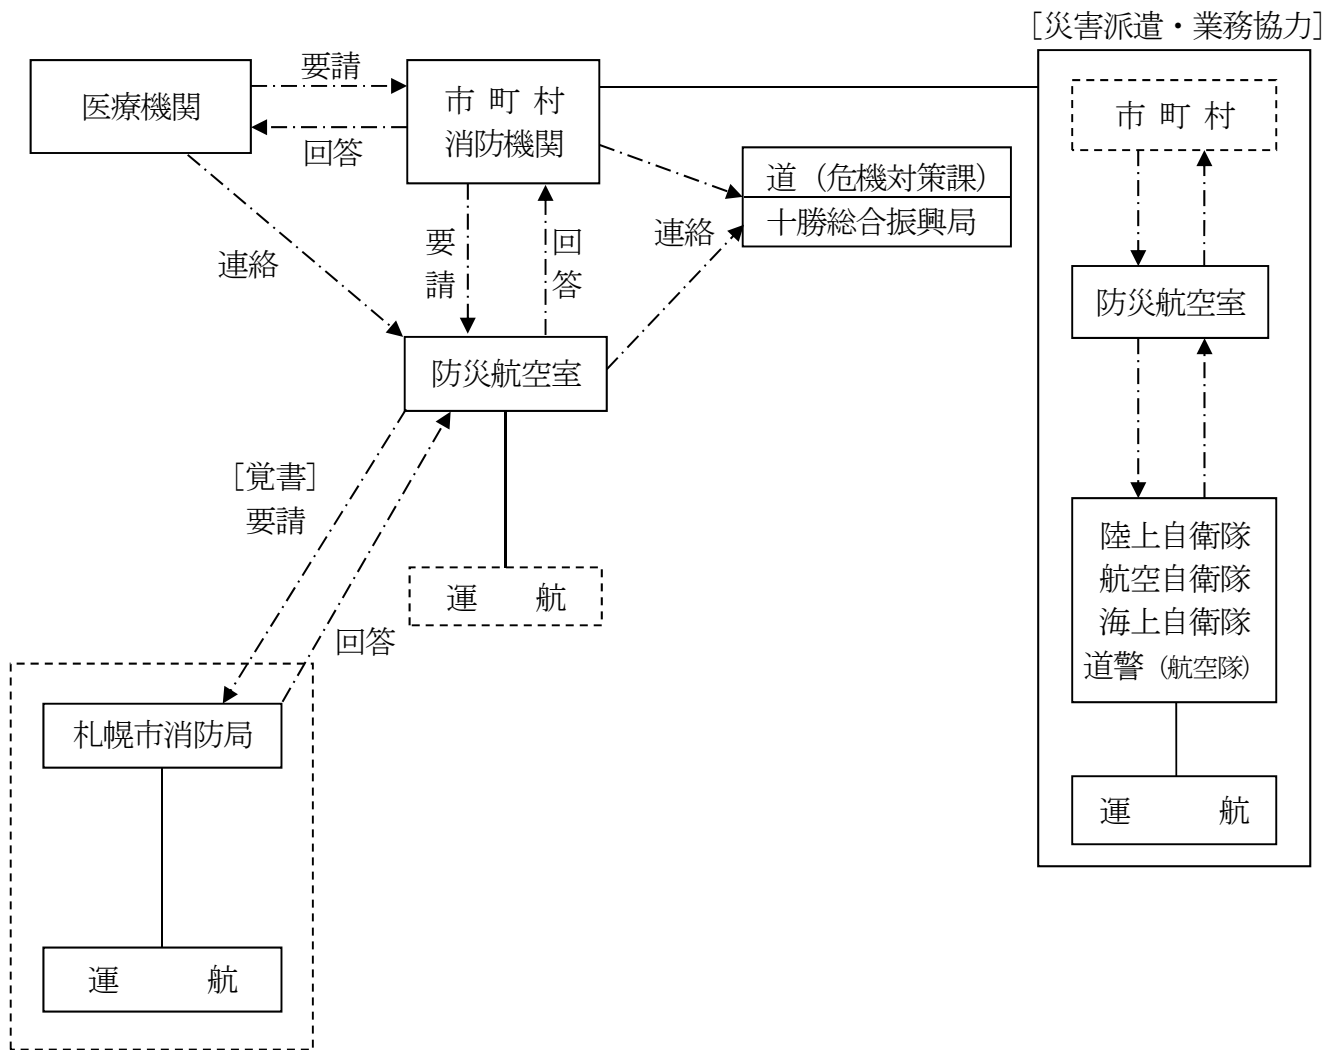 [災害派遣・業務協力]
医療機関
要請
回答
市 町 村
消防機関
道（危機対策課）
十勝総合振興局
連絡
要請
回答
連絡
防災航空室
[覚書]
要請
回答
運 航
札幌市消防局
運 航
市 町 村
防災航空室
陸上自衛隊
航空自衛隊
海上自衛隊
道警（航空隊）
運 航